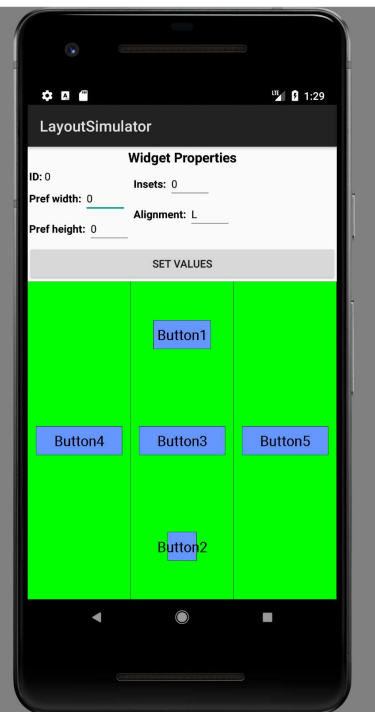 LTE 1:29
LayoutSimulator
Widget Properties
ID: 0
Insets: 0
Pref width: 0
Alignment: L
Pref height: 0
SET VALUES
Button1
Button4 Button3 Button5
Button2